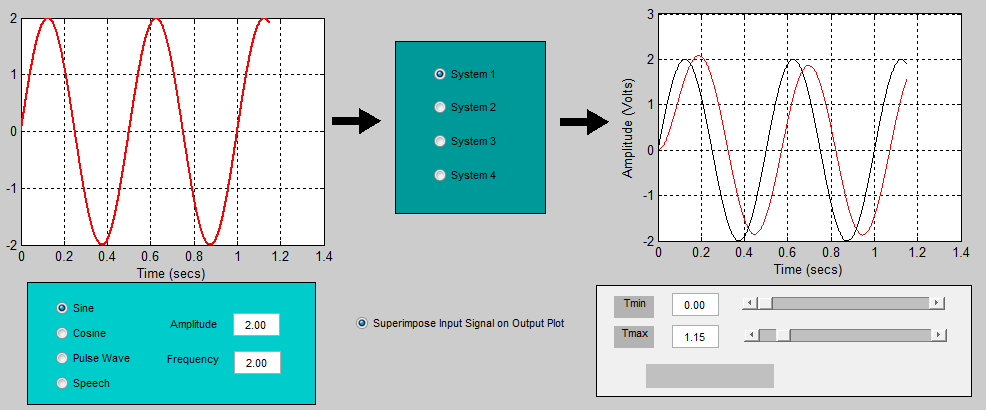 2
1
0
-1
-2
0 0.2 0.4 0.6 0.8 1 1.2 1.4
Time (secs)
System 1
System 2
System 3
System 4
3
2
1
0
-1
-2
Amplitude (Volts)
0 0.2 0.4 0.6 0.8 1 1.2 1.4
Time (secs)
Sine
Cosine
Pulse Wave
Speech
Amplitude 2.00
Frequency 2.00
Superimpose Input Signal on Output Plot
Tmin 0.00
Tmax 1.15